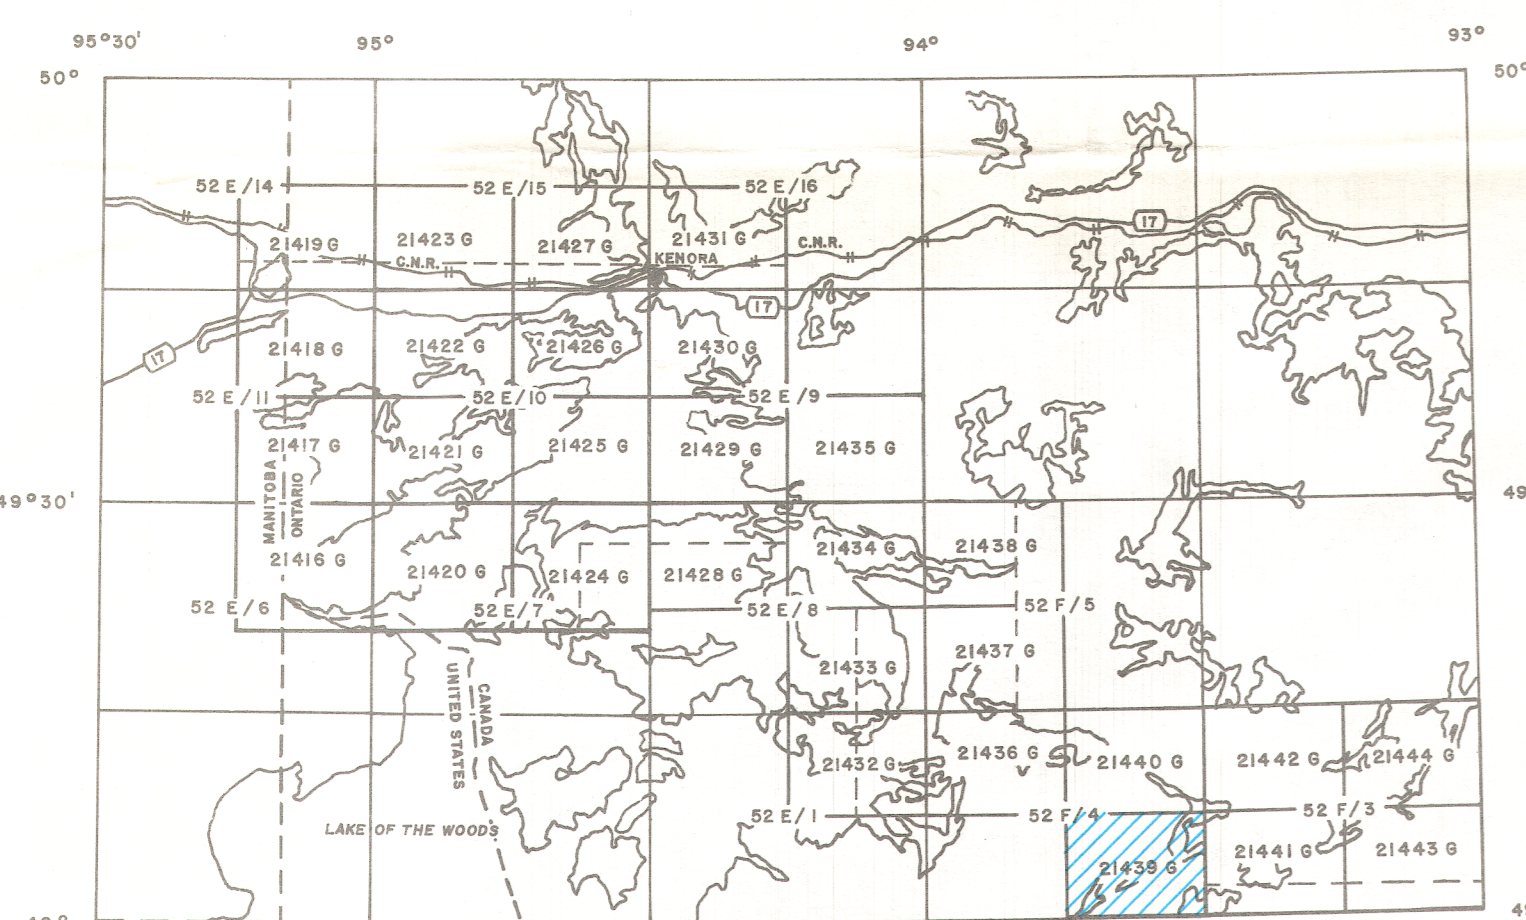 95°30' 95° 94° 93°
50° 50°
52 E/14 52 E/15 52 E/16
17
21419 G 21423 G 21427 G 21431 G C.N.R.
C.N.R. KENORA
17
17 21418 G 21422 G 21426 G 21430 G
52 E/11 52 E/10 52 E/9
21417 G 21421 G 21425 G 21429 G 21435 G
49°30' 49
MANITOBA
ONTARIO
21416 G 21420 G 21424 G 21428 G 21434 G 21438 G
52 E/6 52 E/7 52 E/8 52 F/5
21433 G 21437 G
CANADA
UNITED STATES
21432 G 21436 G 21440 G 21442 G 21444 G
LAKE OF THE WOODS 52 E/1 52 F/4 52 F/3
21439 G 21441 G 21443 G